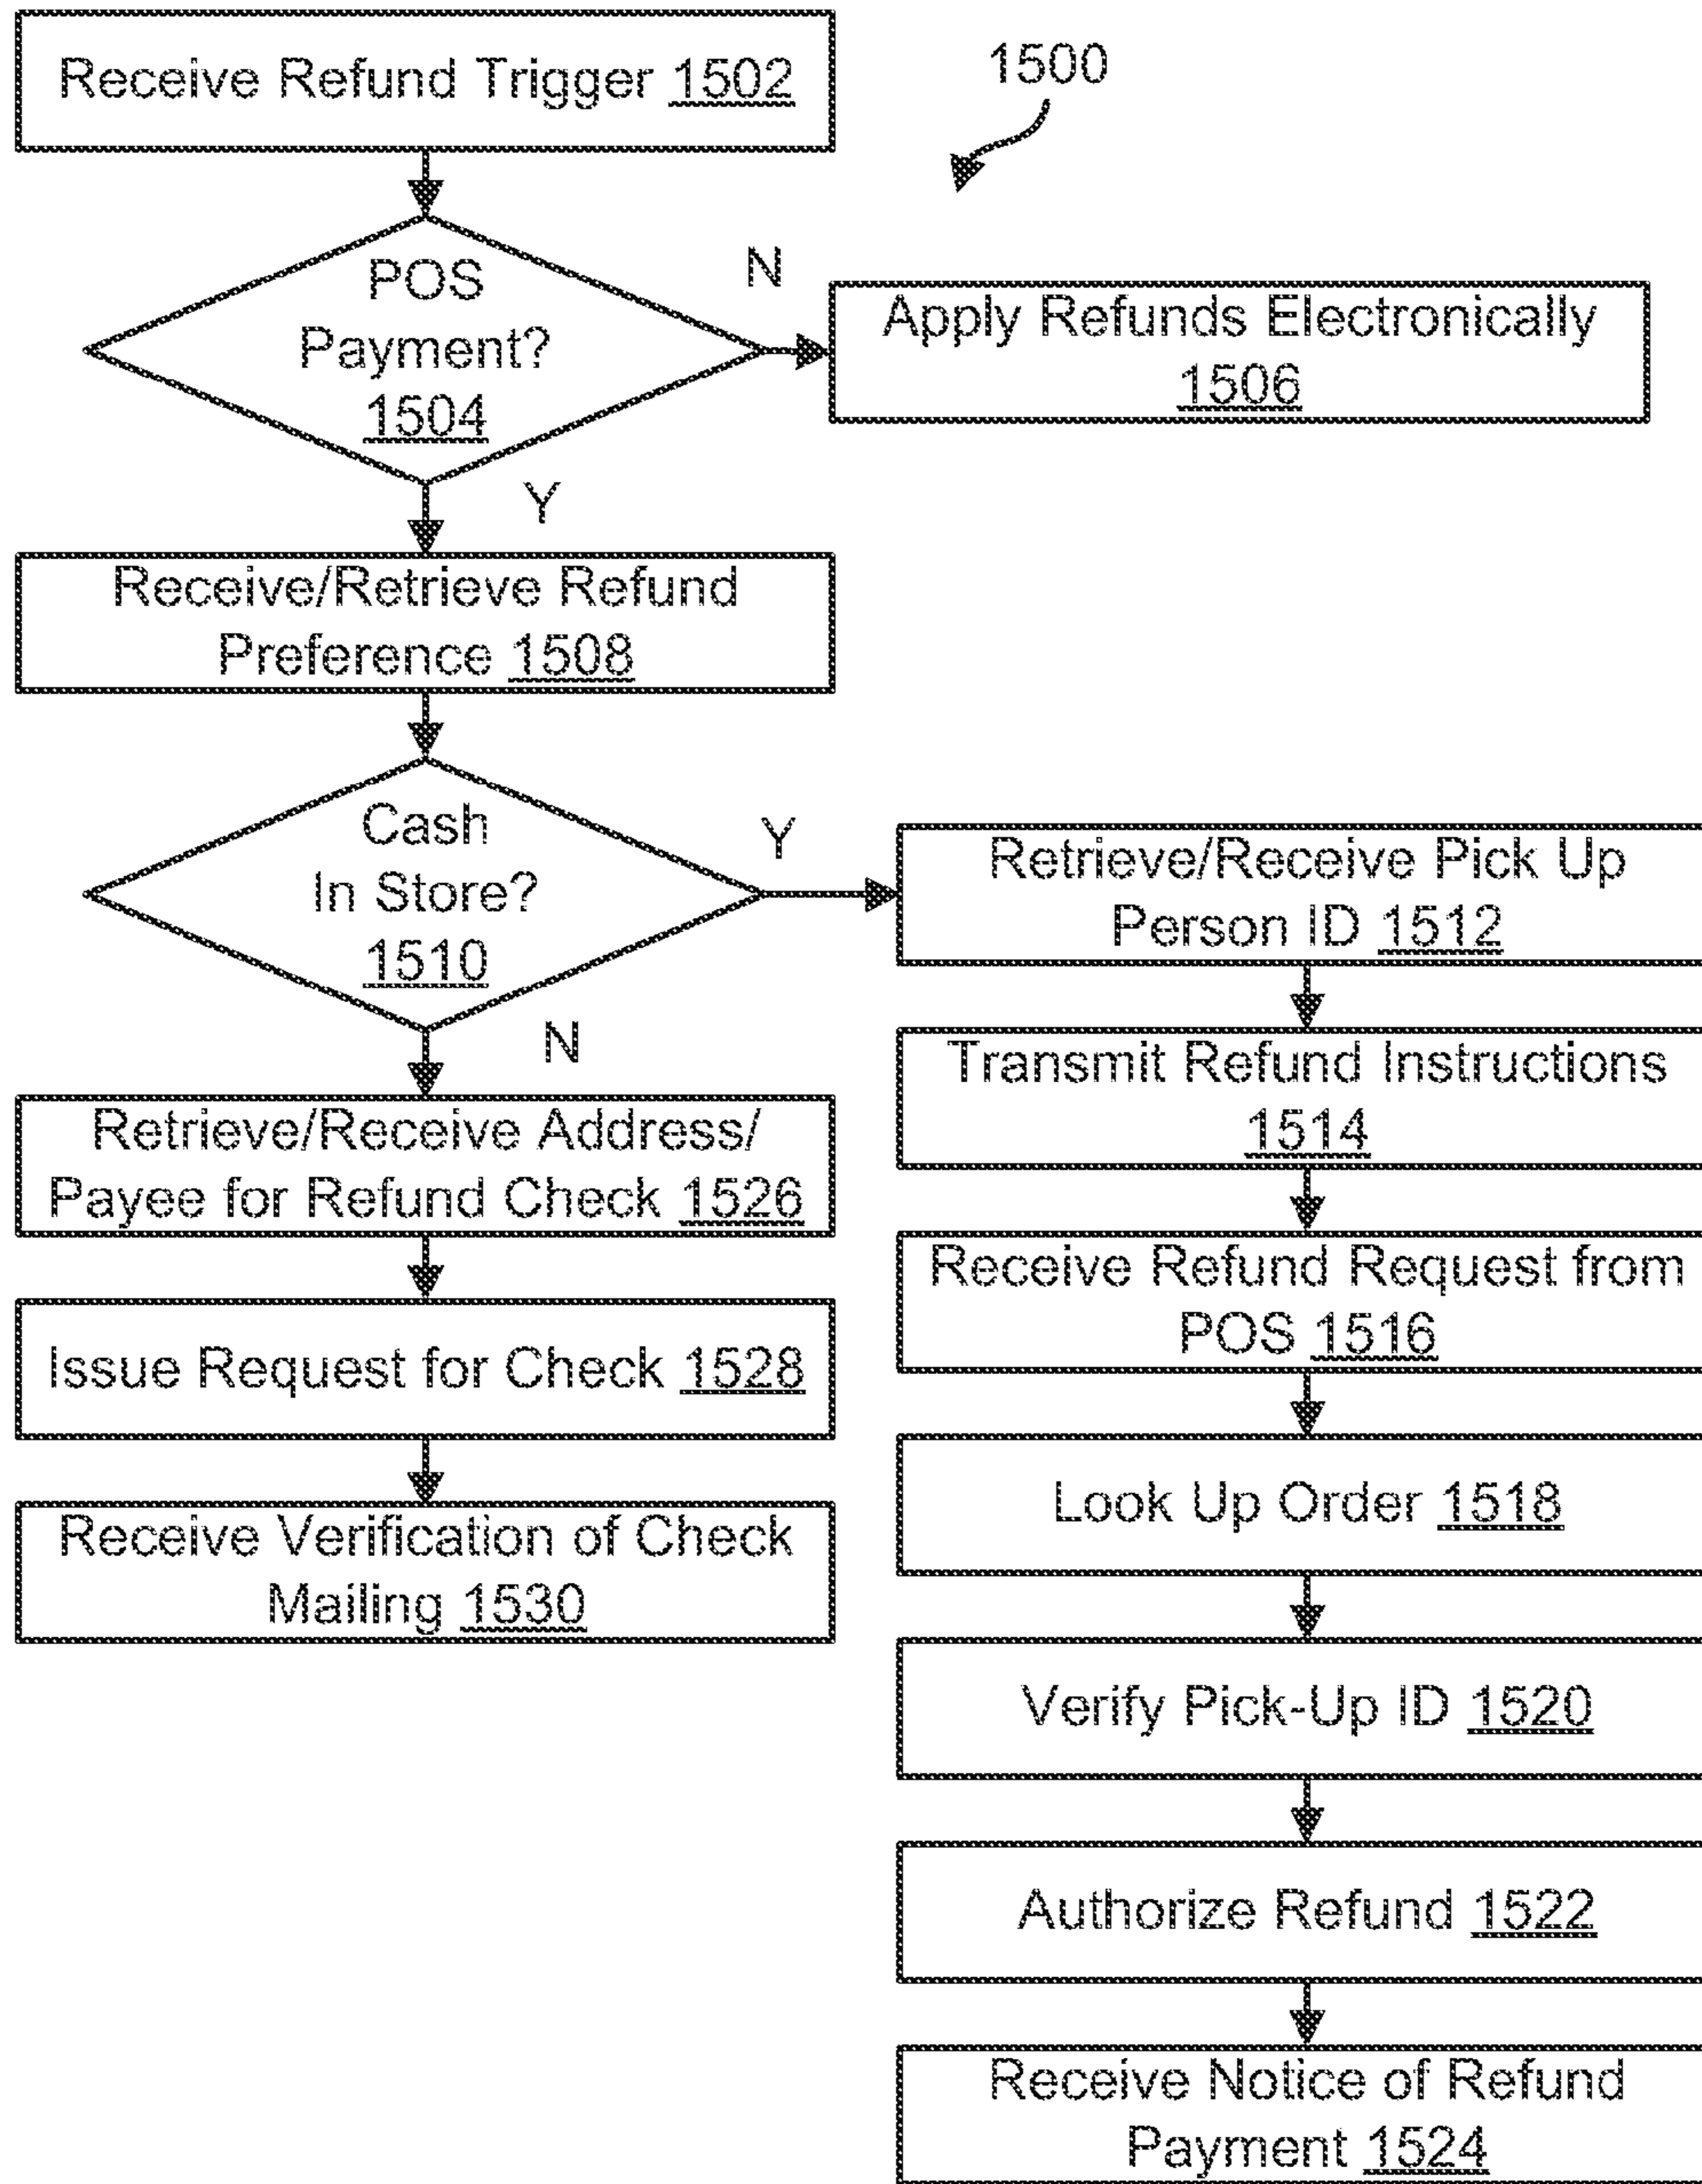 Receive Refund Trigger 1502
1500
POS
Payment?
1504
N
Apply Refunds Electronically
1506
Y
Receive/Retrieve Refund
Preference 1508
Cash
In Store?
1510
Y
Retrieve/Receive Pick Up
Person ID 1512
Transmit Refund Instructions
1514
Receive Refund Request from
POS 1516
Look Up Order 1518
Verify Pick-Up ID 1520
Authorize Refund 1522
Receive Notice of Refund
Payment 1524
N
Retrieve/Receive Address/
Payee for Refund Check 1526
Issue Request for Check 1528
Receive Verification of Check
Mailing 1530